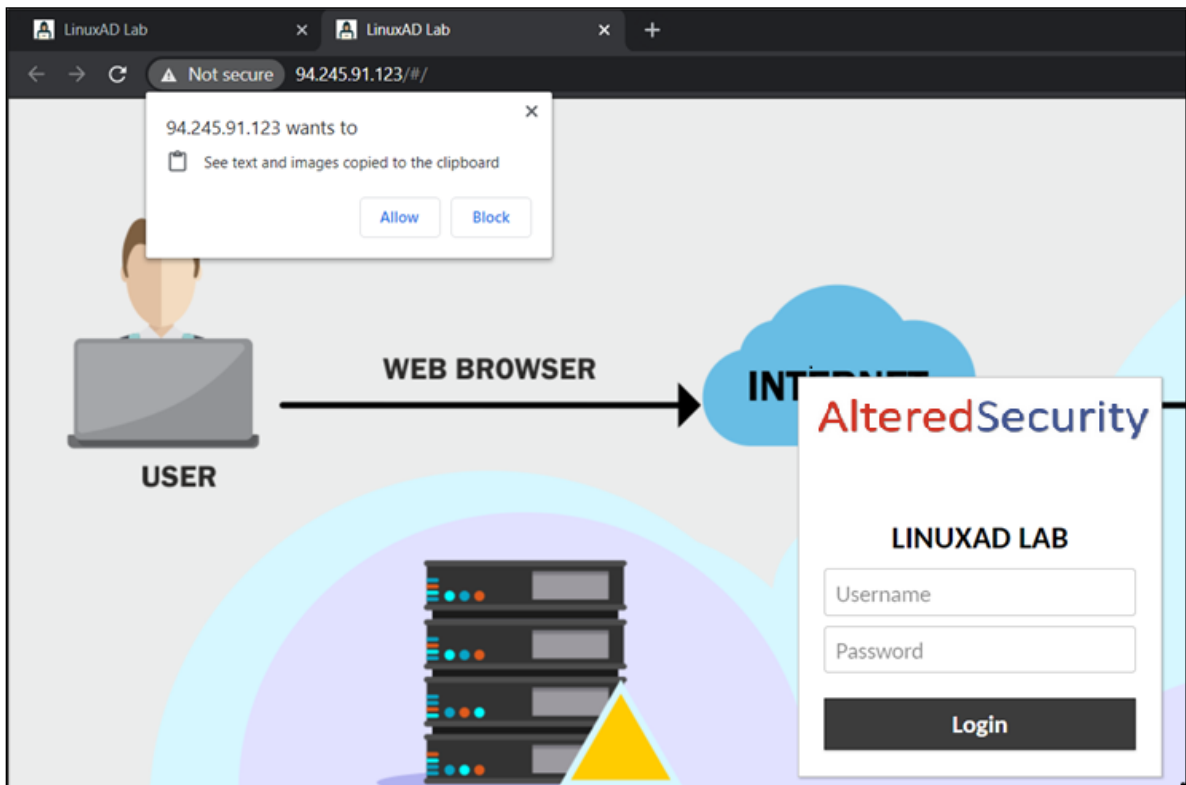 LinuxAD Lab
LinuxAD Lab
Not secure 94.245.91.123/#/
94.245.91.123 wants to
See text and images copied to the clipboard
Allow Block
WEB BROWSER
USER
AlteredSecurity
LINUXAD LAB
Username
Password
Login